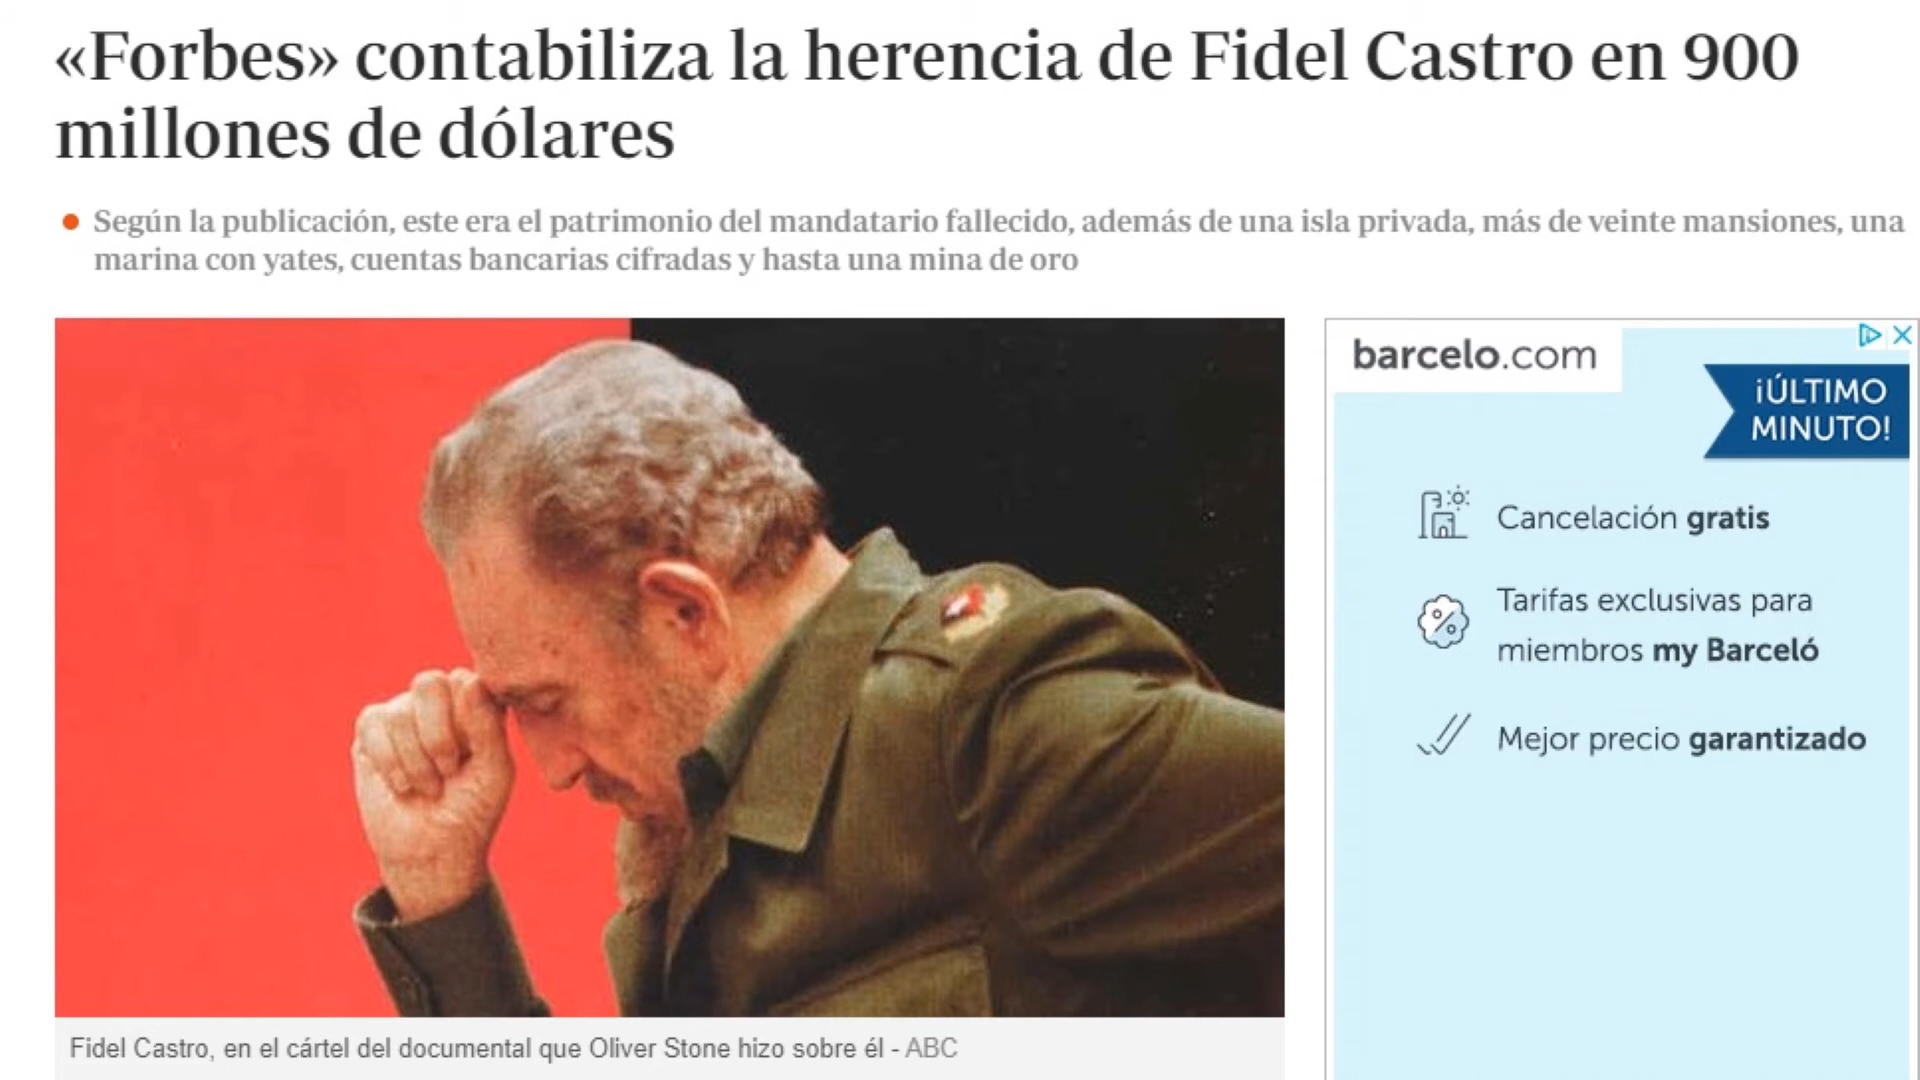 «Forbes» contabiliza la herencia de Fidel Castro en 900
millones de dólares
Según la publicación, este era el patrimonio del mandatario fallecido, además de una isla privada, más de veinte mansiones, una
marina con yates, cuentas bancarias cifradas y hasta una mina de oro
barcelo.com
¡ÚLTIMO
MINUTO!
Cancelación gratis
Tarifas exclusivas para
miembros my Barceló
Mejor precio garantizado
Fidel Castro, en el cártel del documental que Oliver Stone hizo sobre él - ABC